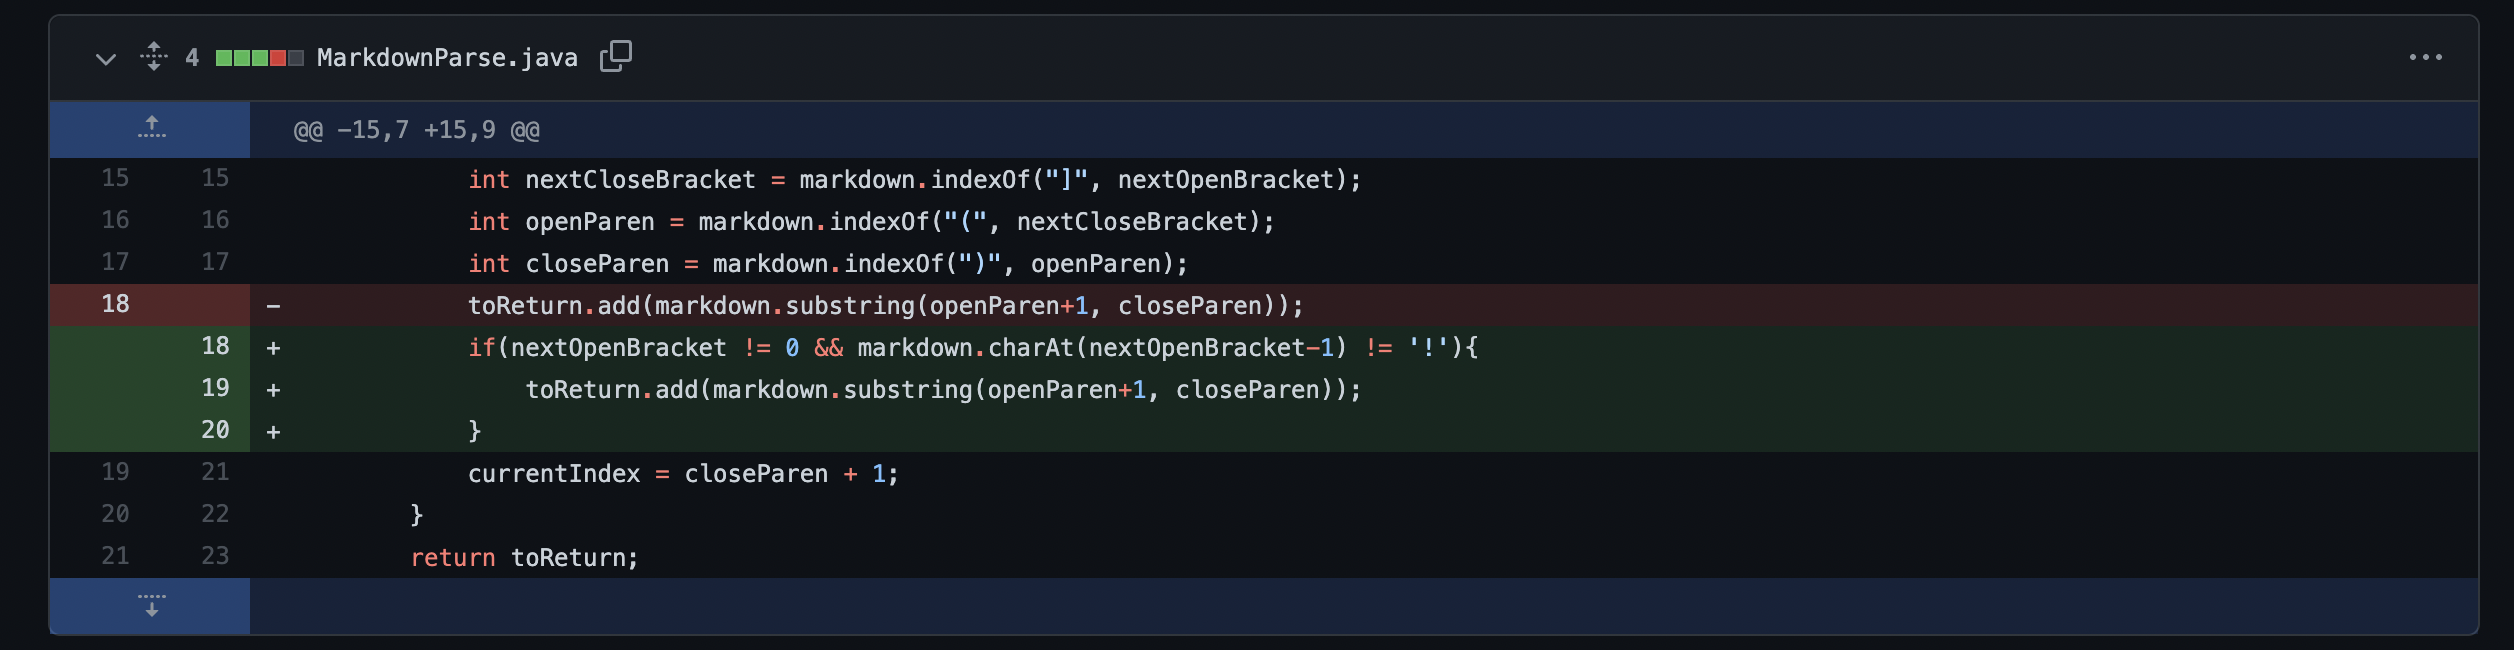 4 MarkdownParse.java
@@ -15,7 +15,9 @@
15 15 int nextCloseBracket = markdown.indexOf("]", nextOpenBracket);
16 16 int openParen = markdown.indexOf("(", nextCloseBracket);
17 17 int closeParen = markdown.indexOf(")", openParen);
18 - toReturn.add(markdown.substring(openParen+1, closeParen));
18 + if(nextOpenBracket != 0 && markdown.charAt(nextOpenBracket-1) != '!'){
19 + toReturn.add(markdown.substring(openParen+1, closeParen));
20 + }
19 21 currentIndex = closeParen + 1;
20 22 }
21 23 return toReturn;